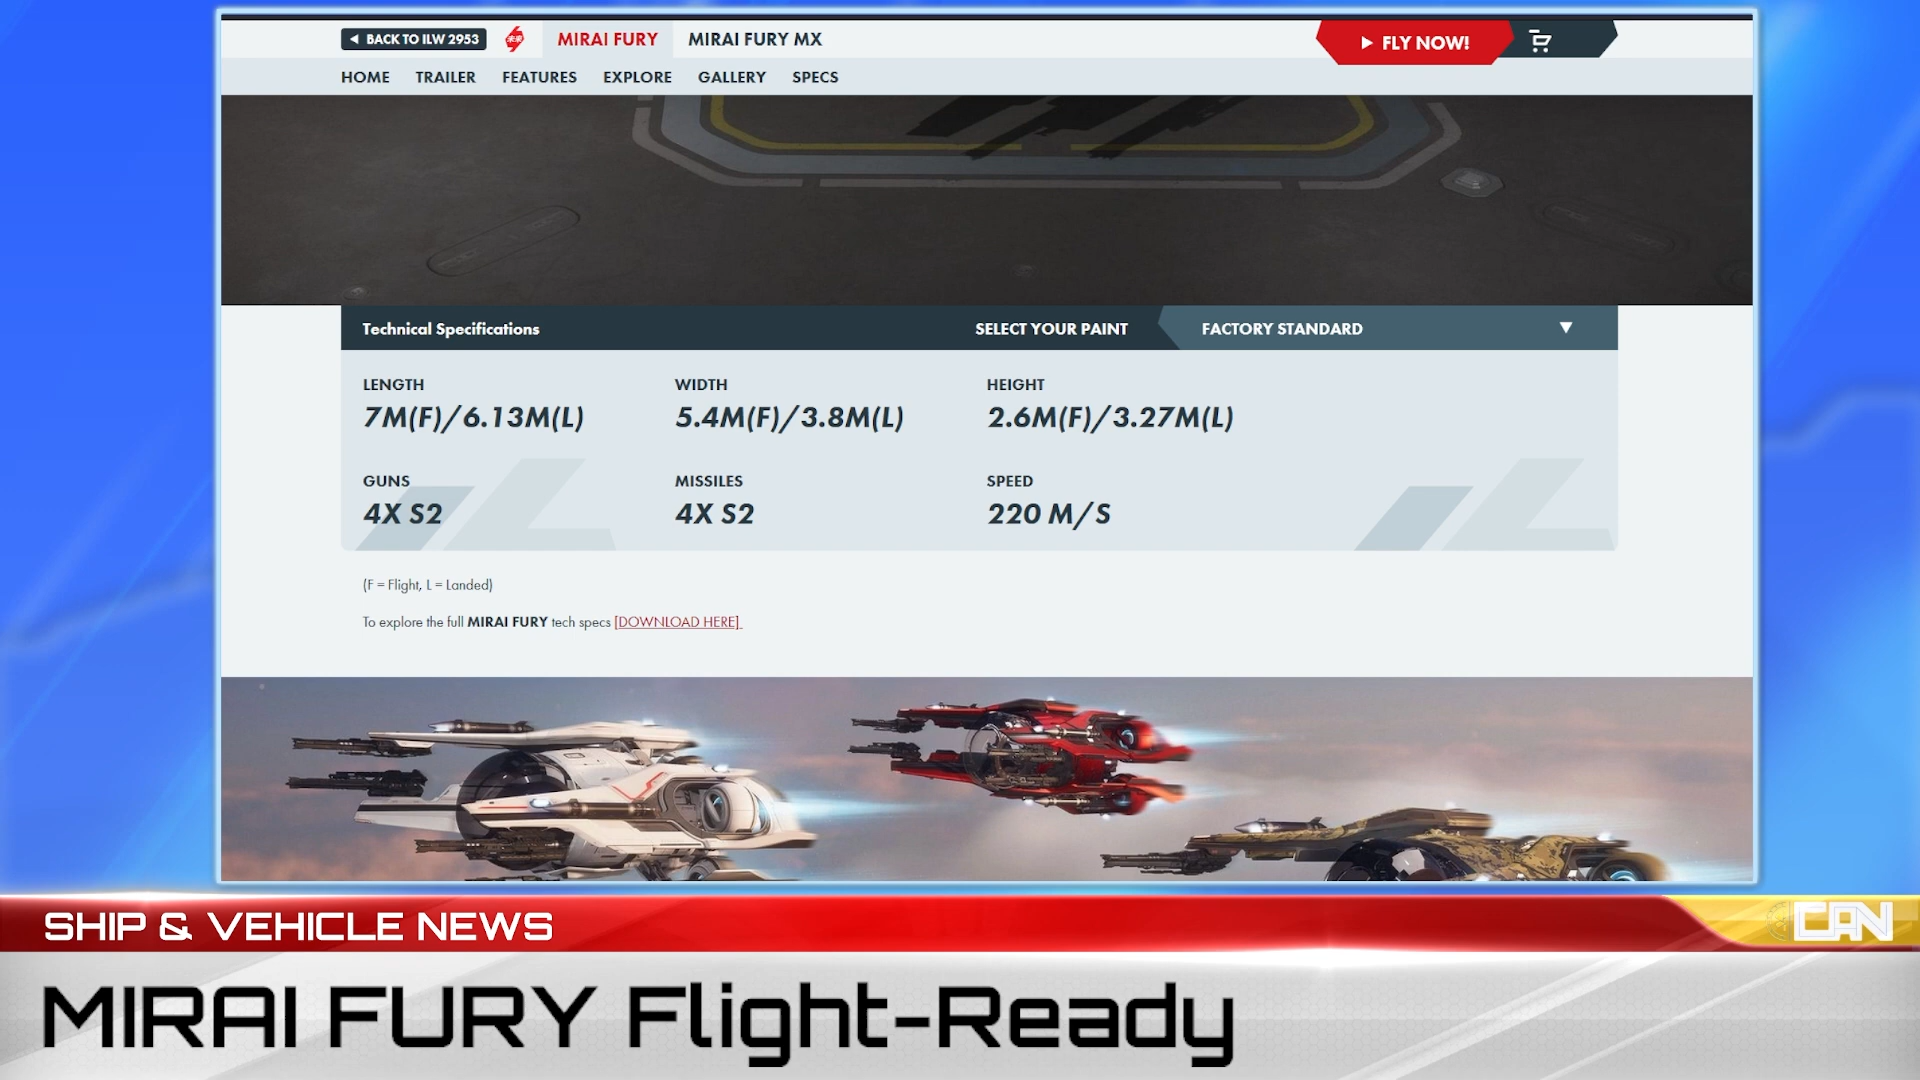 ◀ BACK TO ILW 2953
MIRAI FURY
MIRAI FURY MX
▶ FLY NOW!
HOME TRAILER FEATURES EXPLORE GALLERY SPECS
Technical Specifications
SELECT YOUR PAINT
FACTORY STANDARD ▼
LENGTH
7M(F)/6.13M(L)
WIDTH
5.4M(F)/3.8M(L)
HEIGHT
2.6M(F)/3.27M(L)
GUNS
4X S2
MISSILES
4X S2
SPEED
220 M/S
(F = Flight, L = Landed)
To explore the full MIRAI FURY tech specs [DOWNLOAD HERE]
SHIP & VEHICLE NEWS
CAN
MIRAI FURY Flight-Ready